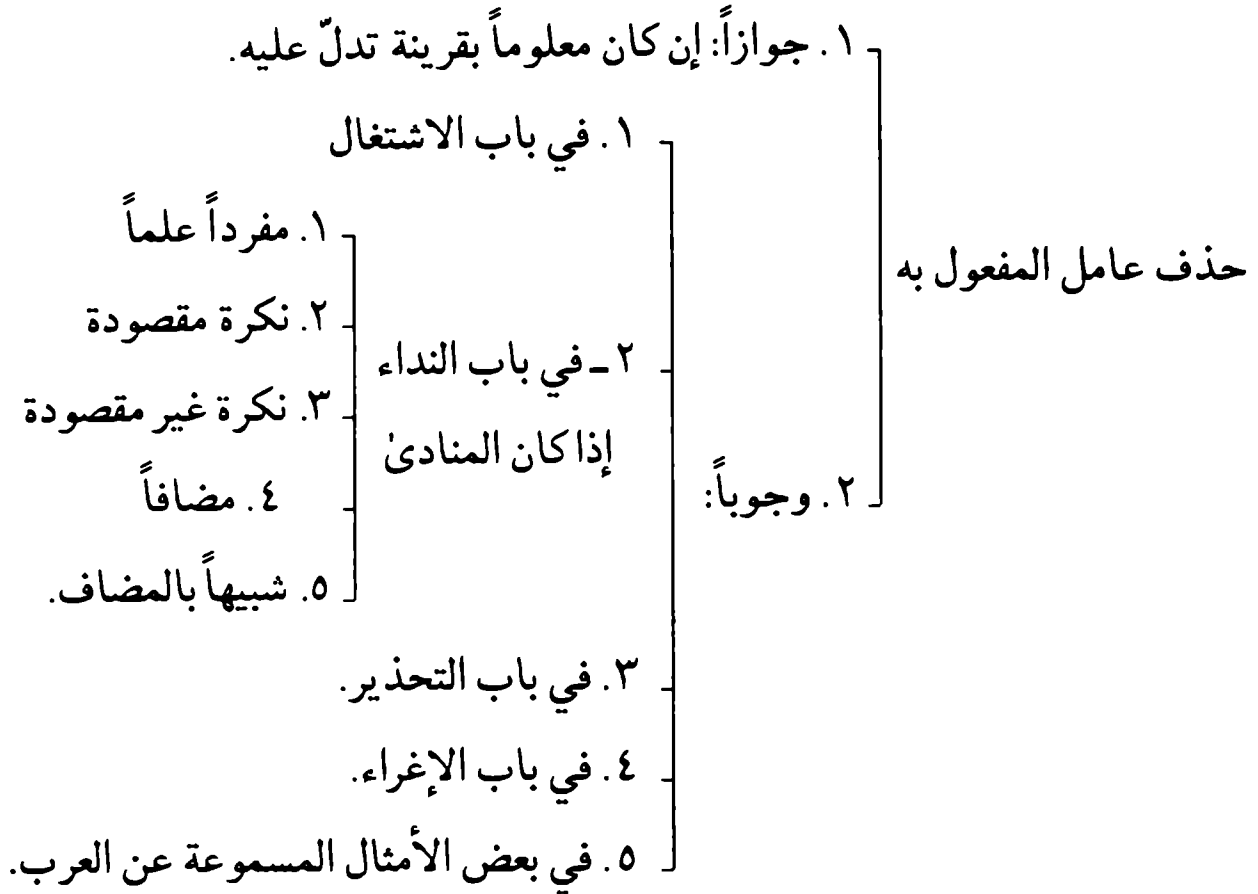 حذف عامل المفعول به
١. جوازاً: إن كان معلوماً بقرينة تدلّ عليه.
٢. وجوباً:
١. في باب الاشتغال
٢ ـ في باب النداء
إذا كان المنادىٰ
١. مفرداً علماً
٢. نكرة مقصودة
٣. نكرة غير مقصودة
٤. مضافاً
٥. شبيهاً بالمضاف.
٣. في باب التحذير.
٤. في باب الإغراء.
٥. في بعض الأمثال المسموعة عن العرب.